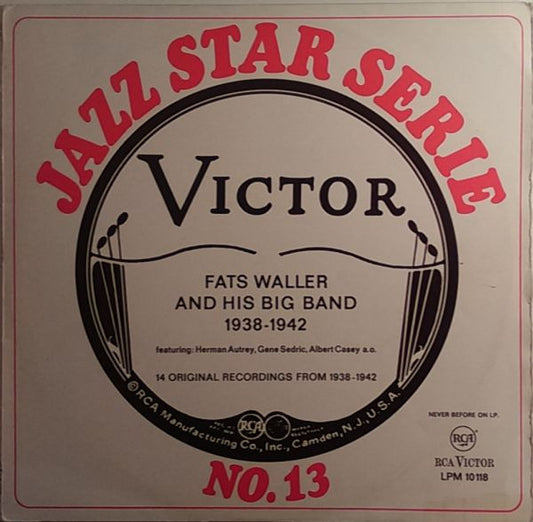 JAZZ STAR SERIE
VICTOR
FATS WALLER
AND HIS BIG BAND
1938-1942
featuring: Herman Autrey, Gene Sedric, Albert Casey a.o.
14 ORIGINAL RECORDINGS FROM 1938-1942
RCA
©RCA Manufacturing Co., Inc., Camden, N.J., U.S.A.
NEVER BEFORE ON LP.
RCA
RCA VICTOR
LPM 10118
NO. 13